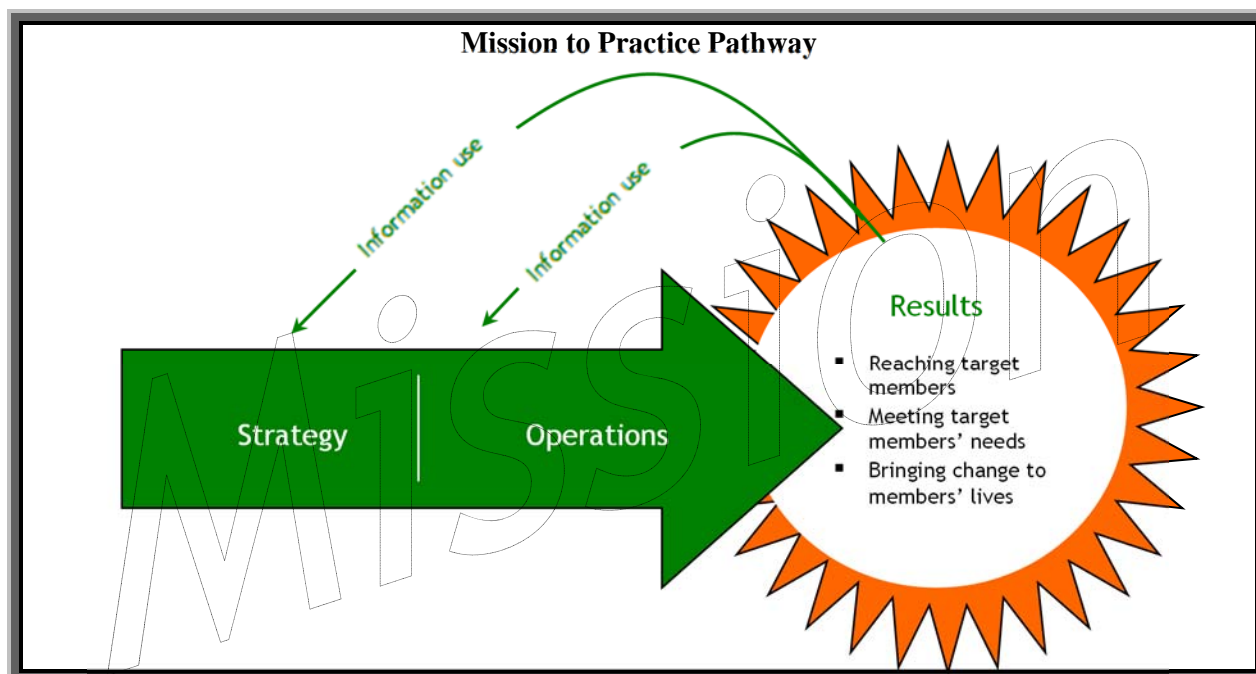 Mission to Practice Pathway
Information use
Information use
Mission
Strategy
Operations
Results
▪ Reaching target
members
▪ Meeting target
members’ needs
▪ Bringing change to
members’ lives